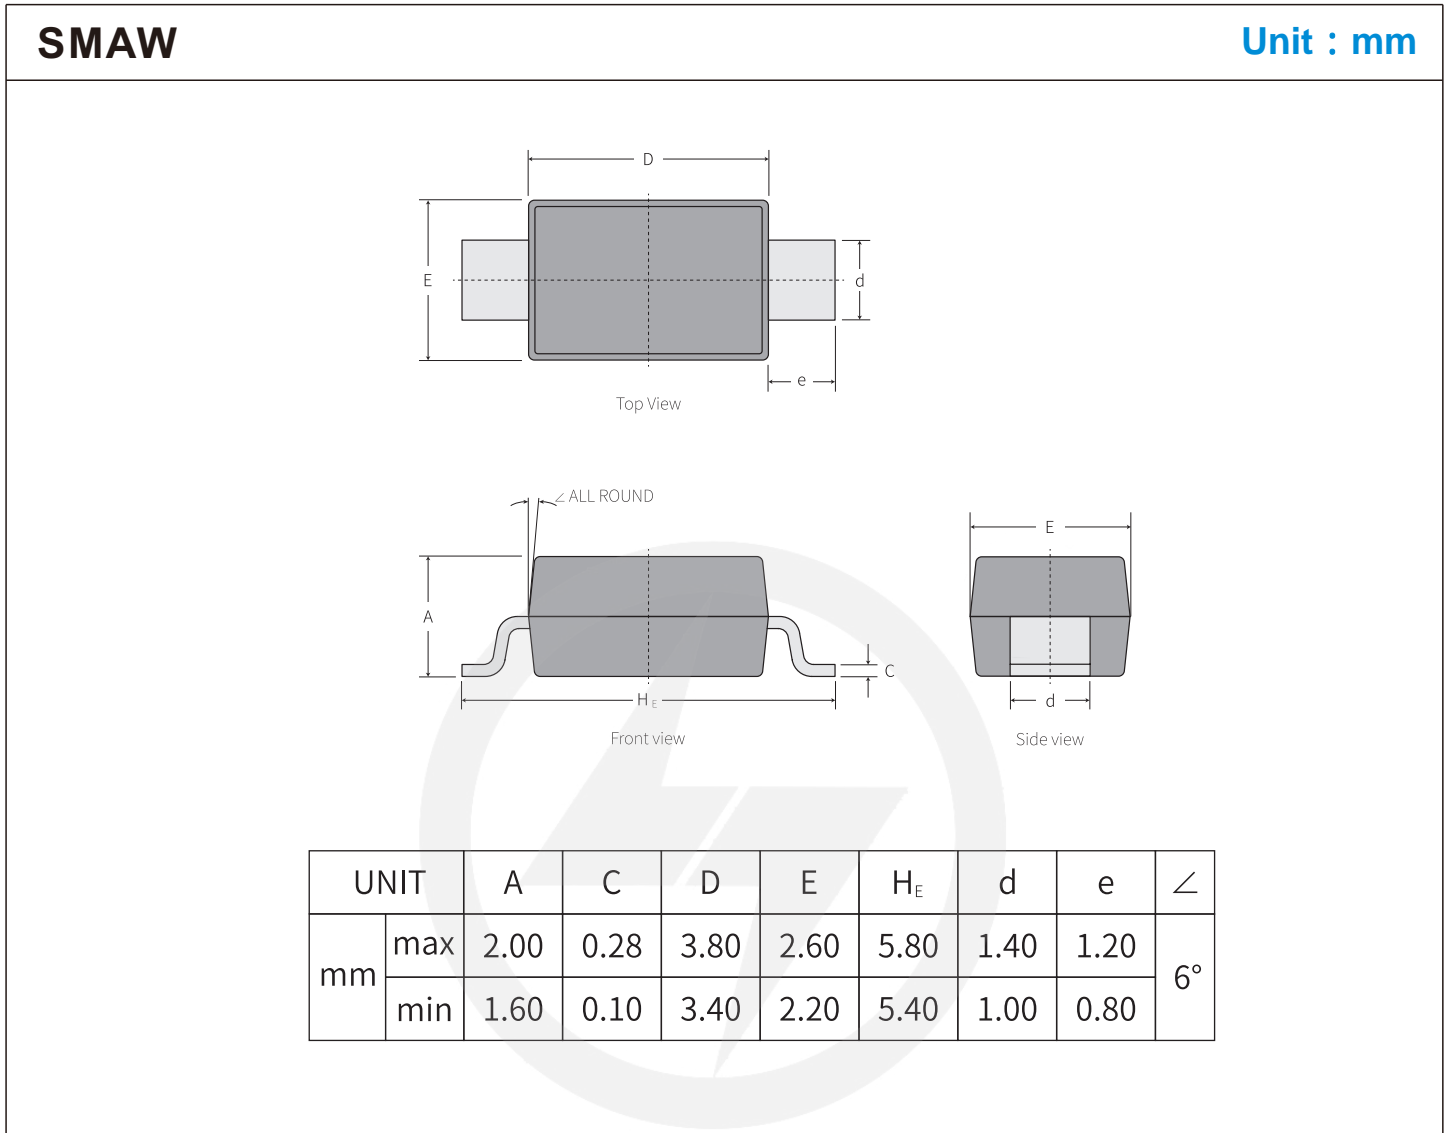 SMAW
Unit：mm
D
E
d
e
Top View
∠ ALL ROUND
A
C
HE
Front view
E
d
Side view
UNIT A C D E HE d e ∠
mm max 2.00 0.28 3.80 2.60 5.80 1.40 1.20 6°
min 1.60 0.10 3.40 2.20 5.40 1.00 0.80